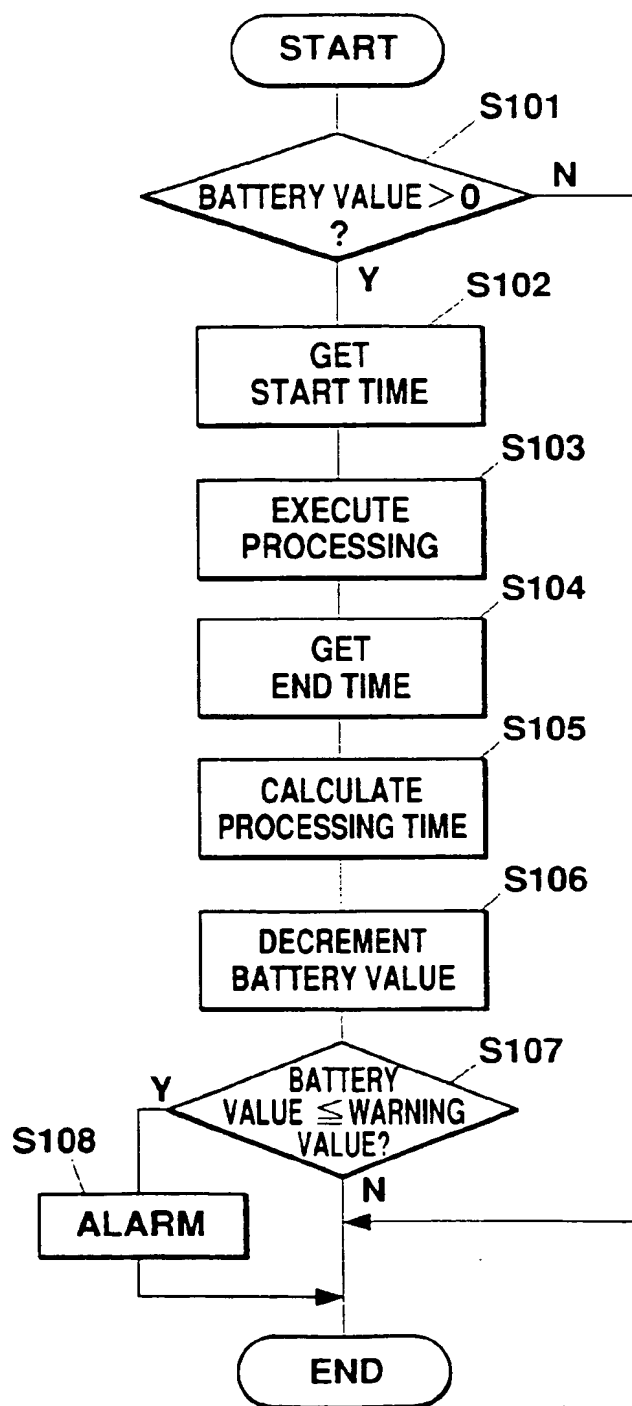 START
S101
BATTERY VALUE > 0
?
N
Y
S102
GET
START TIME
S103
EXECUTE
PROCESSING
S104
GET
END TIME
S105
CALCULATE
PROCESSING TIME
S106
DECREMENT
BATTERY VALUE
S107
BATTERY
VALUE ≦ WARNING
VALUE?
Y
N
S108
ALARM
END